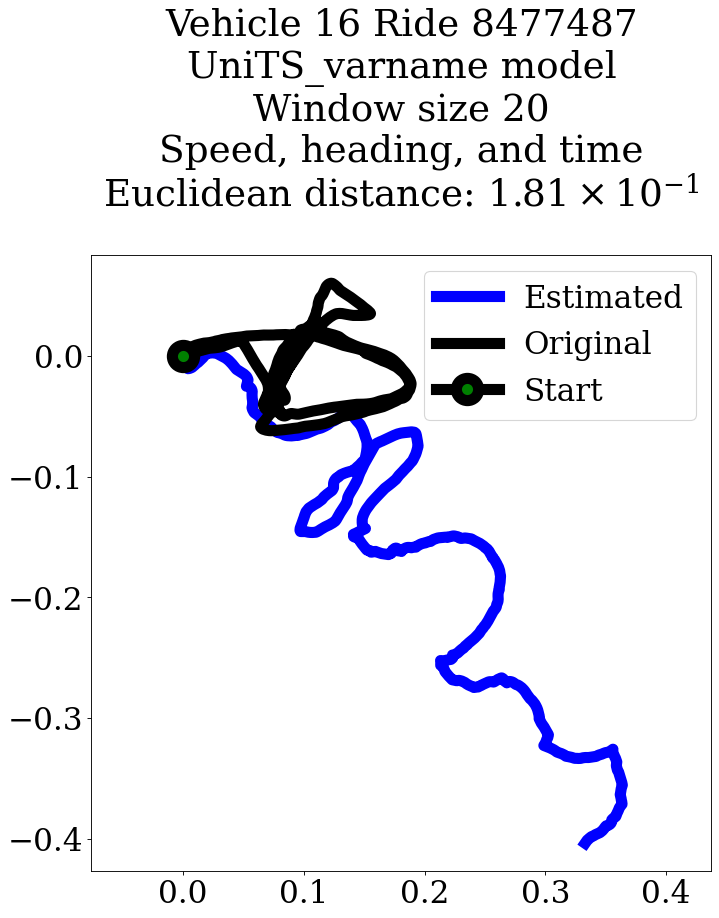 Vehicle 16 Ride 8477487
UniTS_varname model
Window size 20
Speed, heading, and time
Euclidean distance: 1.81 × 10⁻¹
Estimated
Original
Start
0.0
−0.1
−0.2
−0.3
−0.4
0.0 0.1 0.2 0.3 0.4